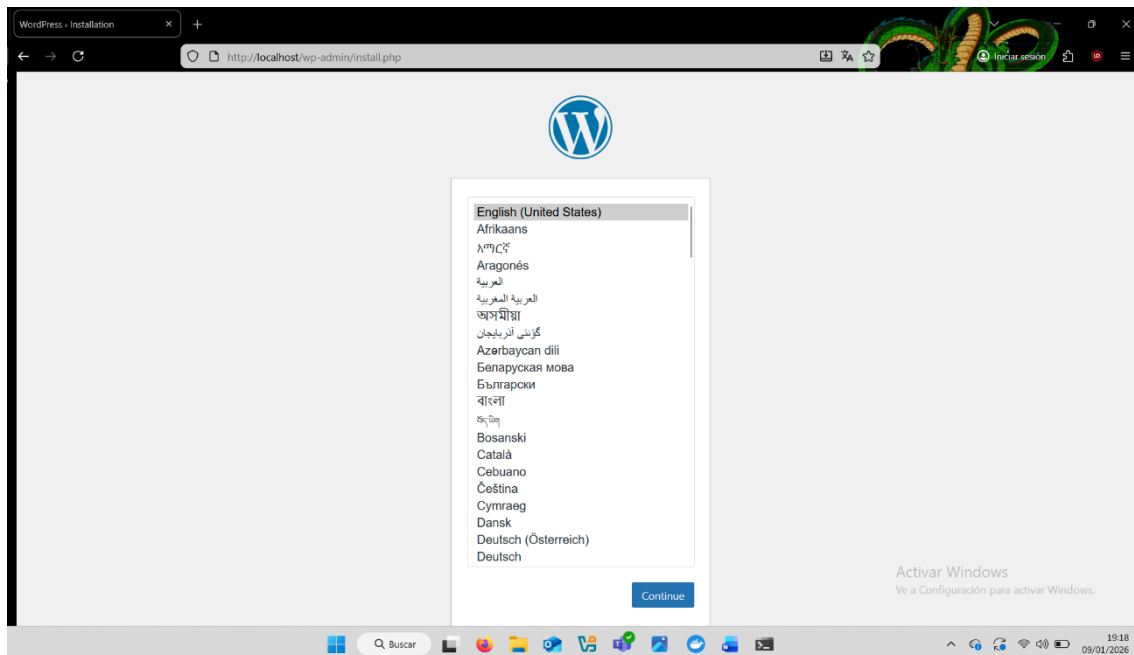 WordPress › Installation
http://localhost/wp-admin/install.php
Iniciar sesión
English (United States)
Afrikaans
አማርኛ
Aragonés
العربية
العربية المغربية
অসমীয়া
گؤنئی آذربایجان
Azərbaycan dili
Беларуская мова
Български
বাংলা
བོད་ཡིག
Bosanski
Català
Cebuano
Čeština
Cymraeg
Dansk
Deutsch (Österreich)
Deutsch
Continue
Activar Windows
Ve a Configuración para activar Windows.
Buscar
19:18
09/01/2026